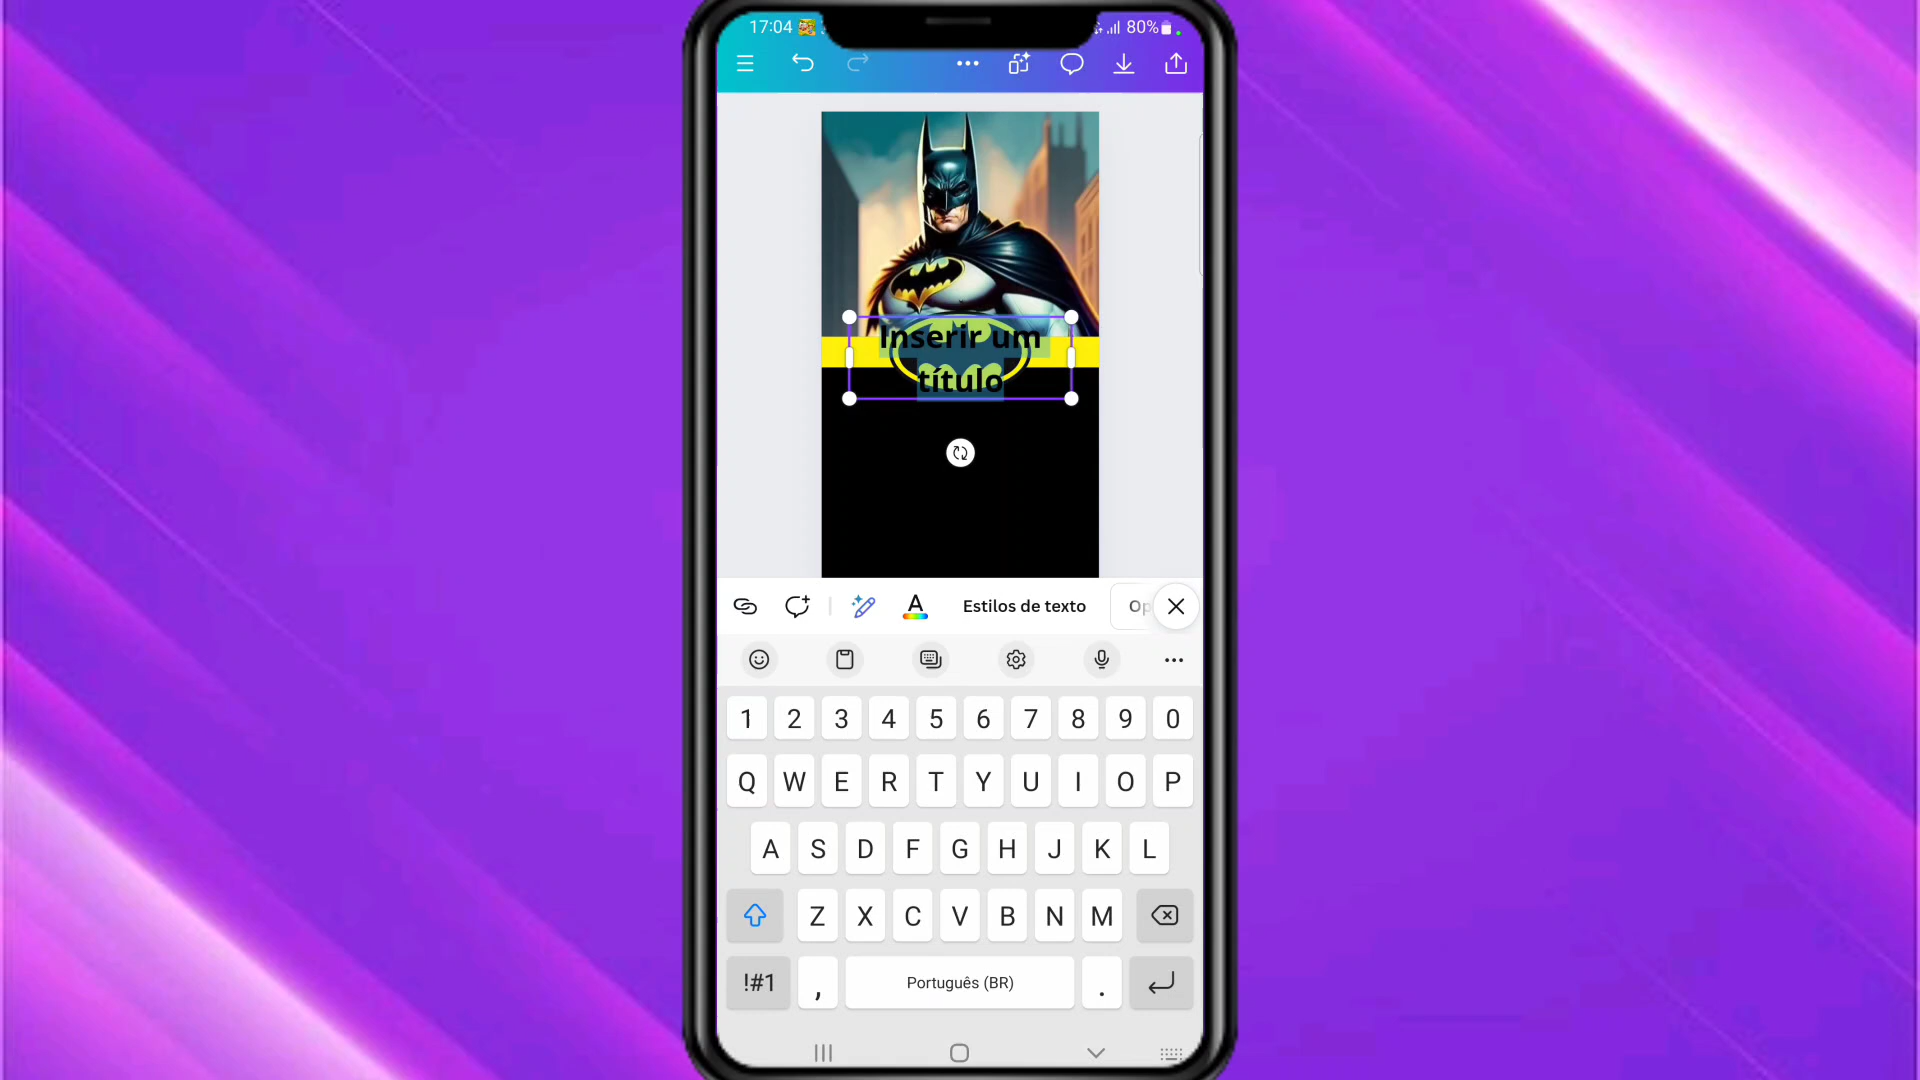 17:04
80%
Inserir um
título
A
Estilos de texto
Op
1 2 3 4 5 6 7 8 9 0
Q W E R T Y U I O P
A S D F G H J K L
Z X C V B N M
!#1 , Português (BR) .